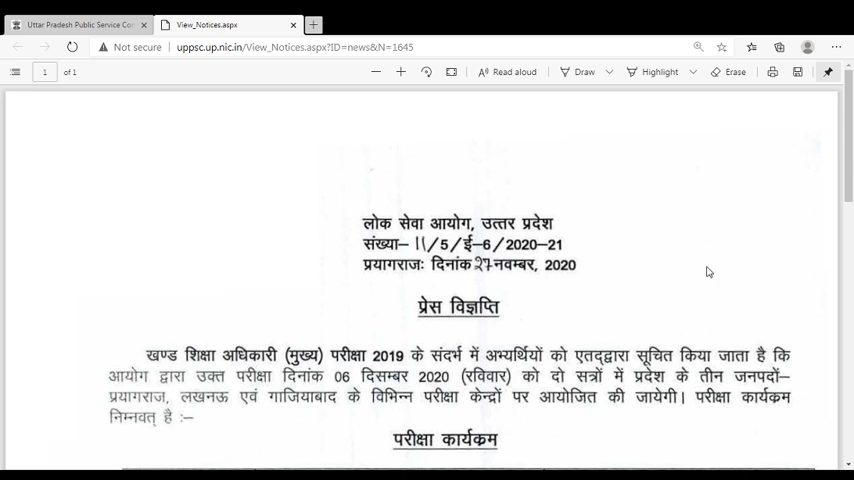 Uttar Pradesh Public Service Co
View_Notices.aspx
Not secure
uppsc.up.nic.in/View_Notices.aspx?ID=news&N=1645
1 of 1
Read aloud
Draw
Highlight
Erase
लोक सेवा आयोग, उत्तर प्रदेश
संख्या- 11/5/ई-6/2020-21
प्रयागराजः दिनांक 27 नवम्बर, 2020
प्रेस विज्ञप्ति
खण्ड शिक्षा अधिकारी (मुख्य) परीक्षा 2019 के संदर्भ में अभ्यर्थियों को एतद्द्वारा सूचित किया जाता है कि
आयोग द्वारा उक्त परीक्षा दिनांक 06 दिसम्बर 2020 (रविवार) को दो सत्रों में प्रदेश के तीन जनपदों-
प्रयागराज, लखनऊ एवं गाजियाबाद के विभिन्न परीक्षा केन्द्रों पर आयोजित की जायेगी। परीक्षा कार्यक्रम
निम्नवत् है :-
परीक्षा कार्यक्रम